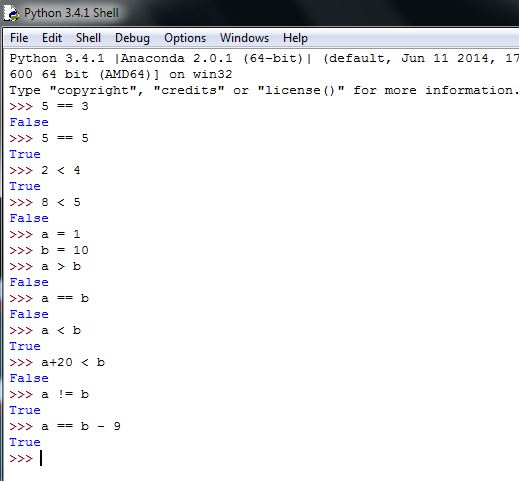 Python 3.4.1 Shell
File Edit Shell Debug Options Windows Help
Python 3.4.1 |Anaconda 2.0.1 (64-bit)| (default, Jun 11 2014, 17
600 64 bit (AMD64)] on win32
Type "copyright", "credits" or "license()" for more information.
>>> 5 == 3
False
>>> 5 == 5
True
>>> 2 < 4
True
>>> 8 < 5
False
>>> a = 1
>>> b = 10
>>> a > b
False
>>> a == b
False
>>> a < b
True
>>> a+20 < b
False
>>> a != b
True
>>> a == b - 9
True
>>>